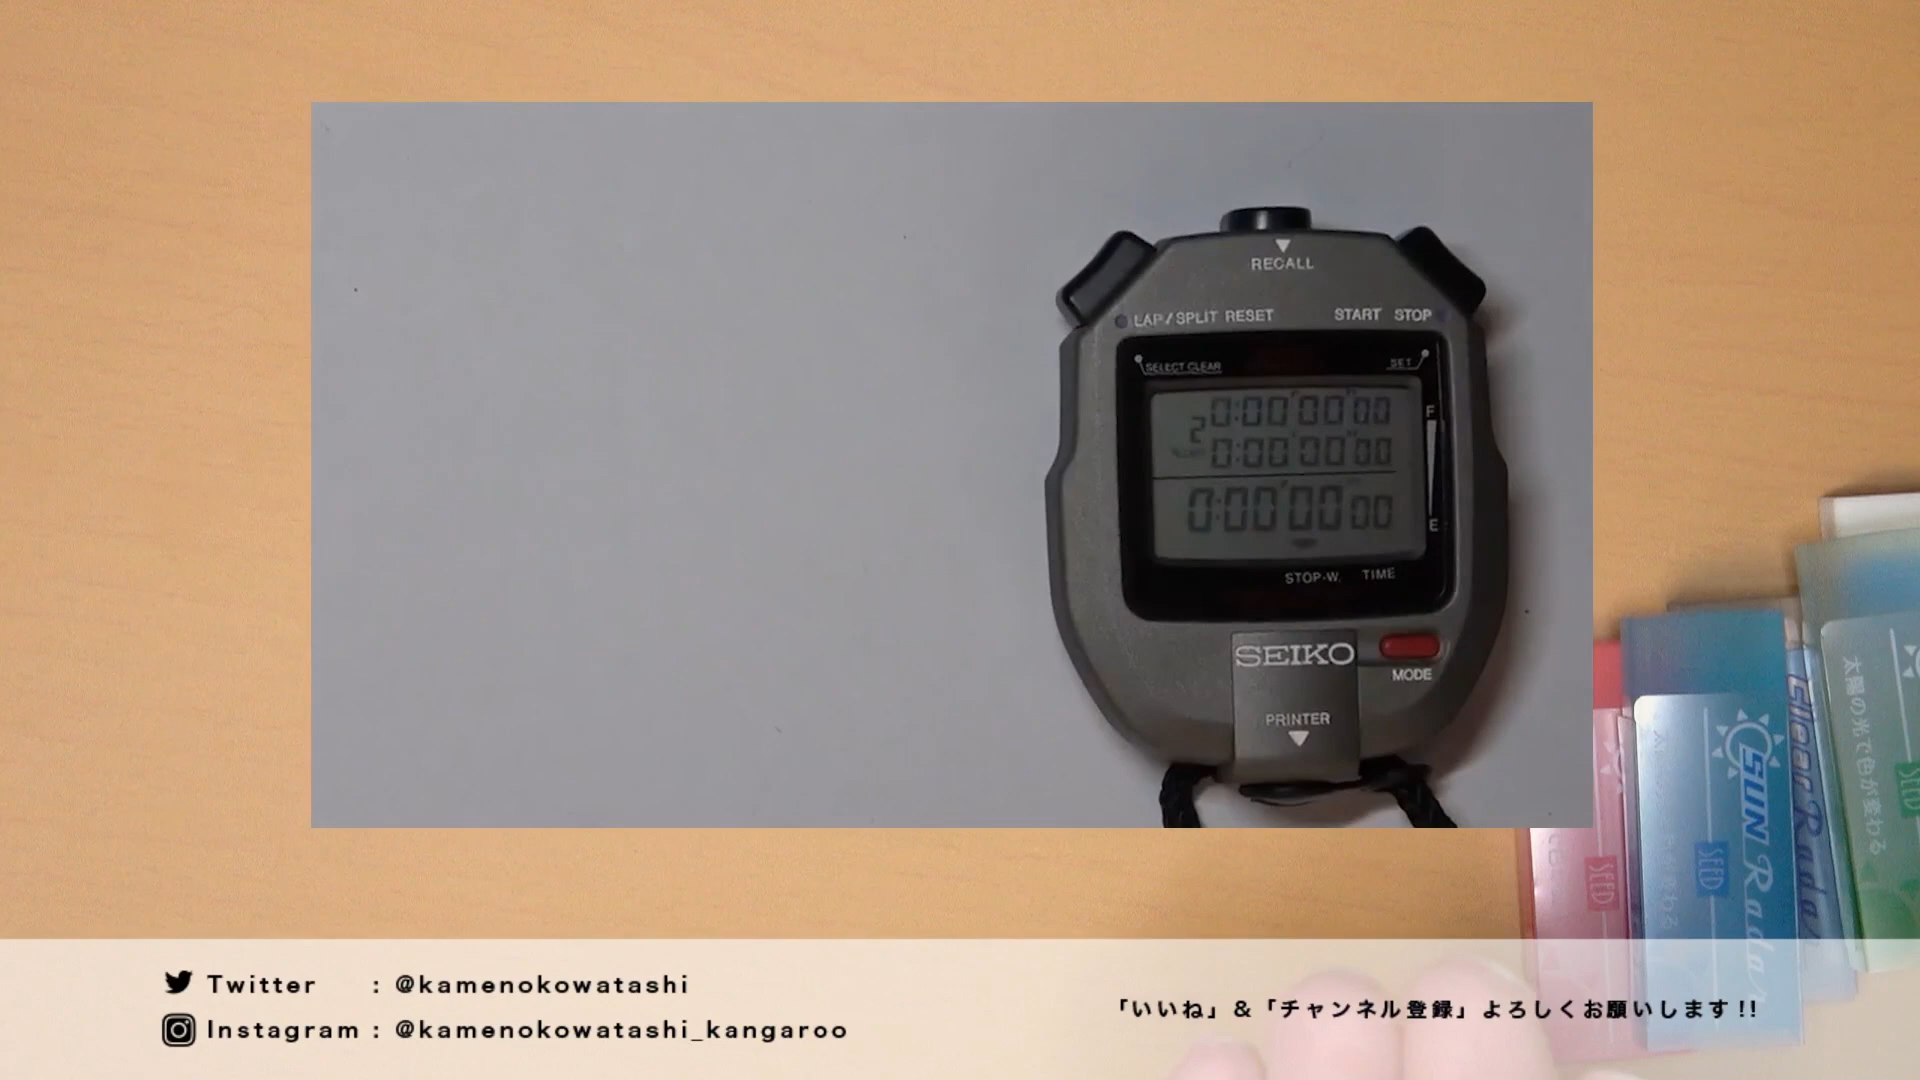 RECALL
LAP/SPLIT RESET START STOP
SELECT CLEAR SET
0:00'00"00
2
0:00'00"00
0:00'00"00
F
E
STOP-W. TIME
SEIKO
MODE
PRINTER
太陽の光で色が変わる
SEED
SUN Radar
Clear Radar
SEED
SEED
Twitter : @kamenokowatashi
Instagram : @kamenokowatashi_kangaroo
「いいね」&「チャンネル登録」よろしくお願いします!!